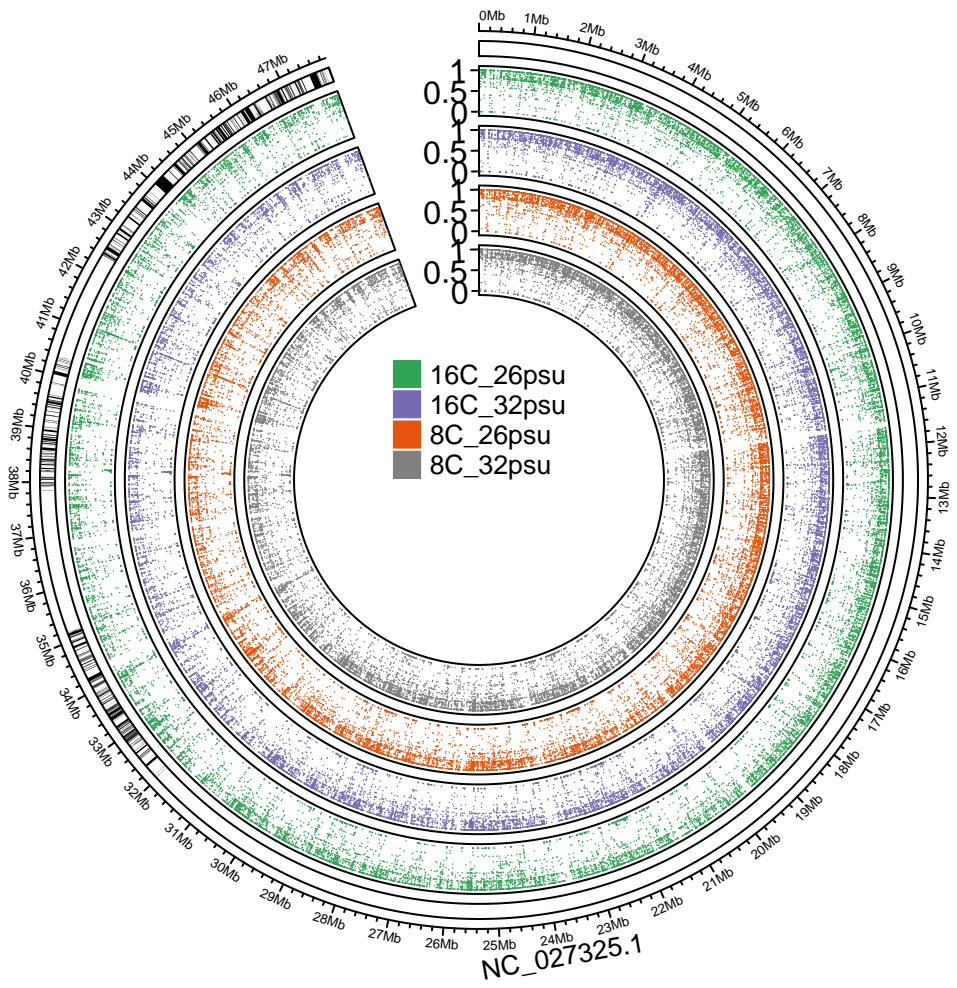 0Mb
1Mb
2Mb
3Mb
4Mb
5Mb
6Mb
7Mb
8Mb
9Mb
10Mb
11Mb
12Mb
13Mb
14Mb
15Mb
16Mb
17Mb
18Mb
19Mb
20Mb
21Mb
22Mb
23Mb
24Mb
25Mb
26Mb
27Mb
28Mb
29Mb
30Mb
31Mb
32Mb
33Mb
34Mb
35Mb
36Mb
37Mb
38Mb
39Mb
40Mb
41Mb
42Mb
43Mb
44Mb
45Mb
46Mb
47Mb
1
0.5
0
1
0.5
0
1
0.5
0
1
0.5
0
16C_26psu
16C_32psu
8C_26psu
8C_32psu
NC_027325.1